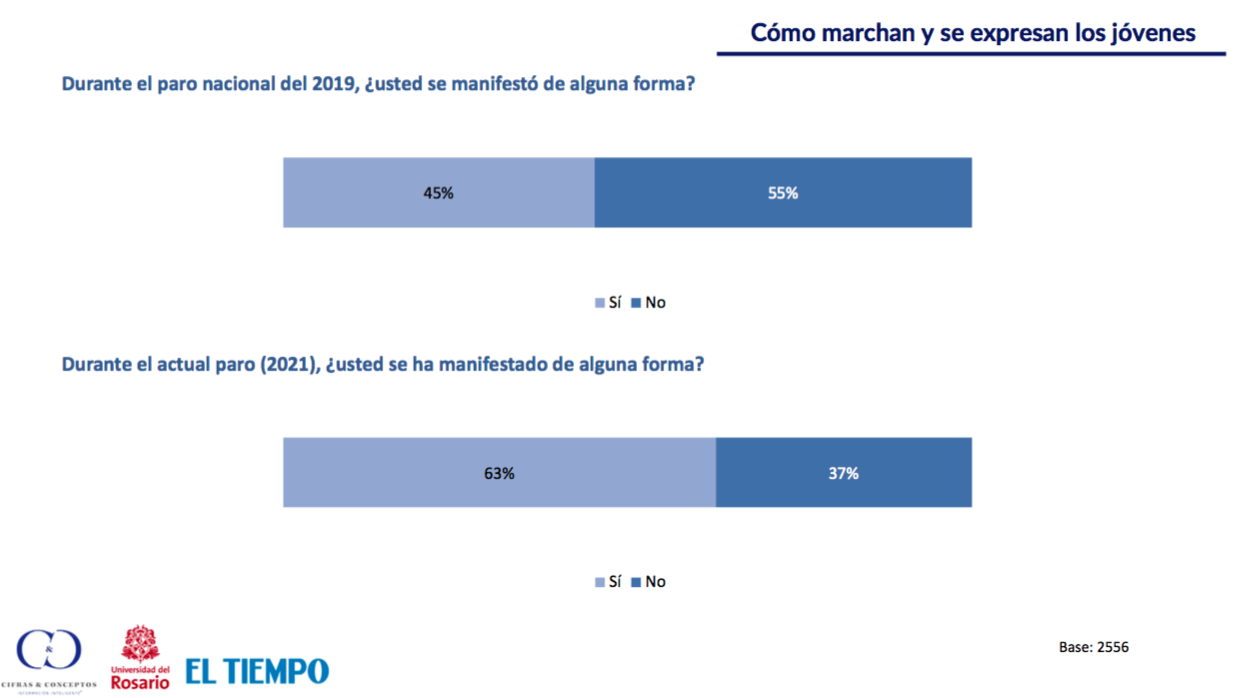 Cómo marchan y se expresan los jóvenes
Durante el paro nacional del 2019, ¿usted se manifestó de alguna forma?
45%
55%
Sí No
Durante el actual paro (2021), ¿usted se ha manifestado de alguna forma?
63%
37%
Sí No
C&C
CIFRAS & CONCEPTOS
INFORMACIÓN INTELIGENTE
Universidad del
Rosario
EL TIEMPO
Base: 2556